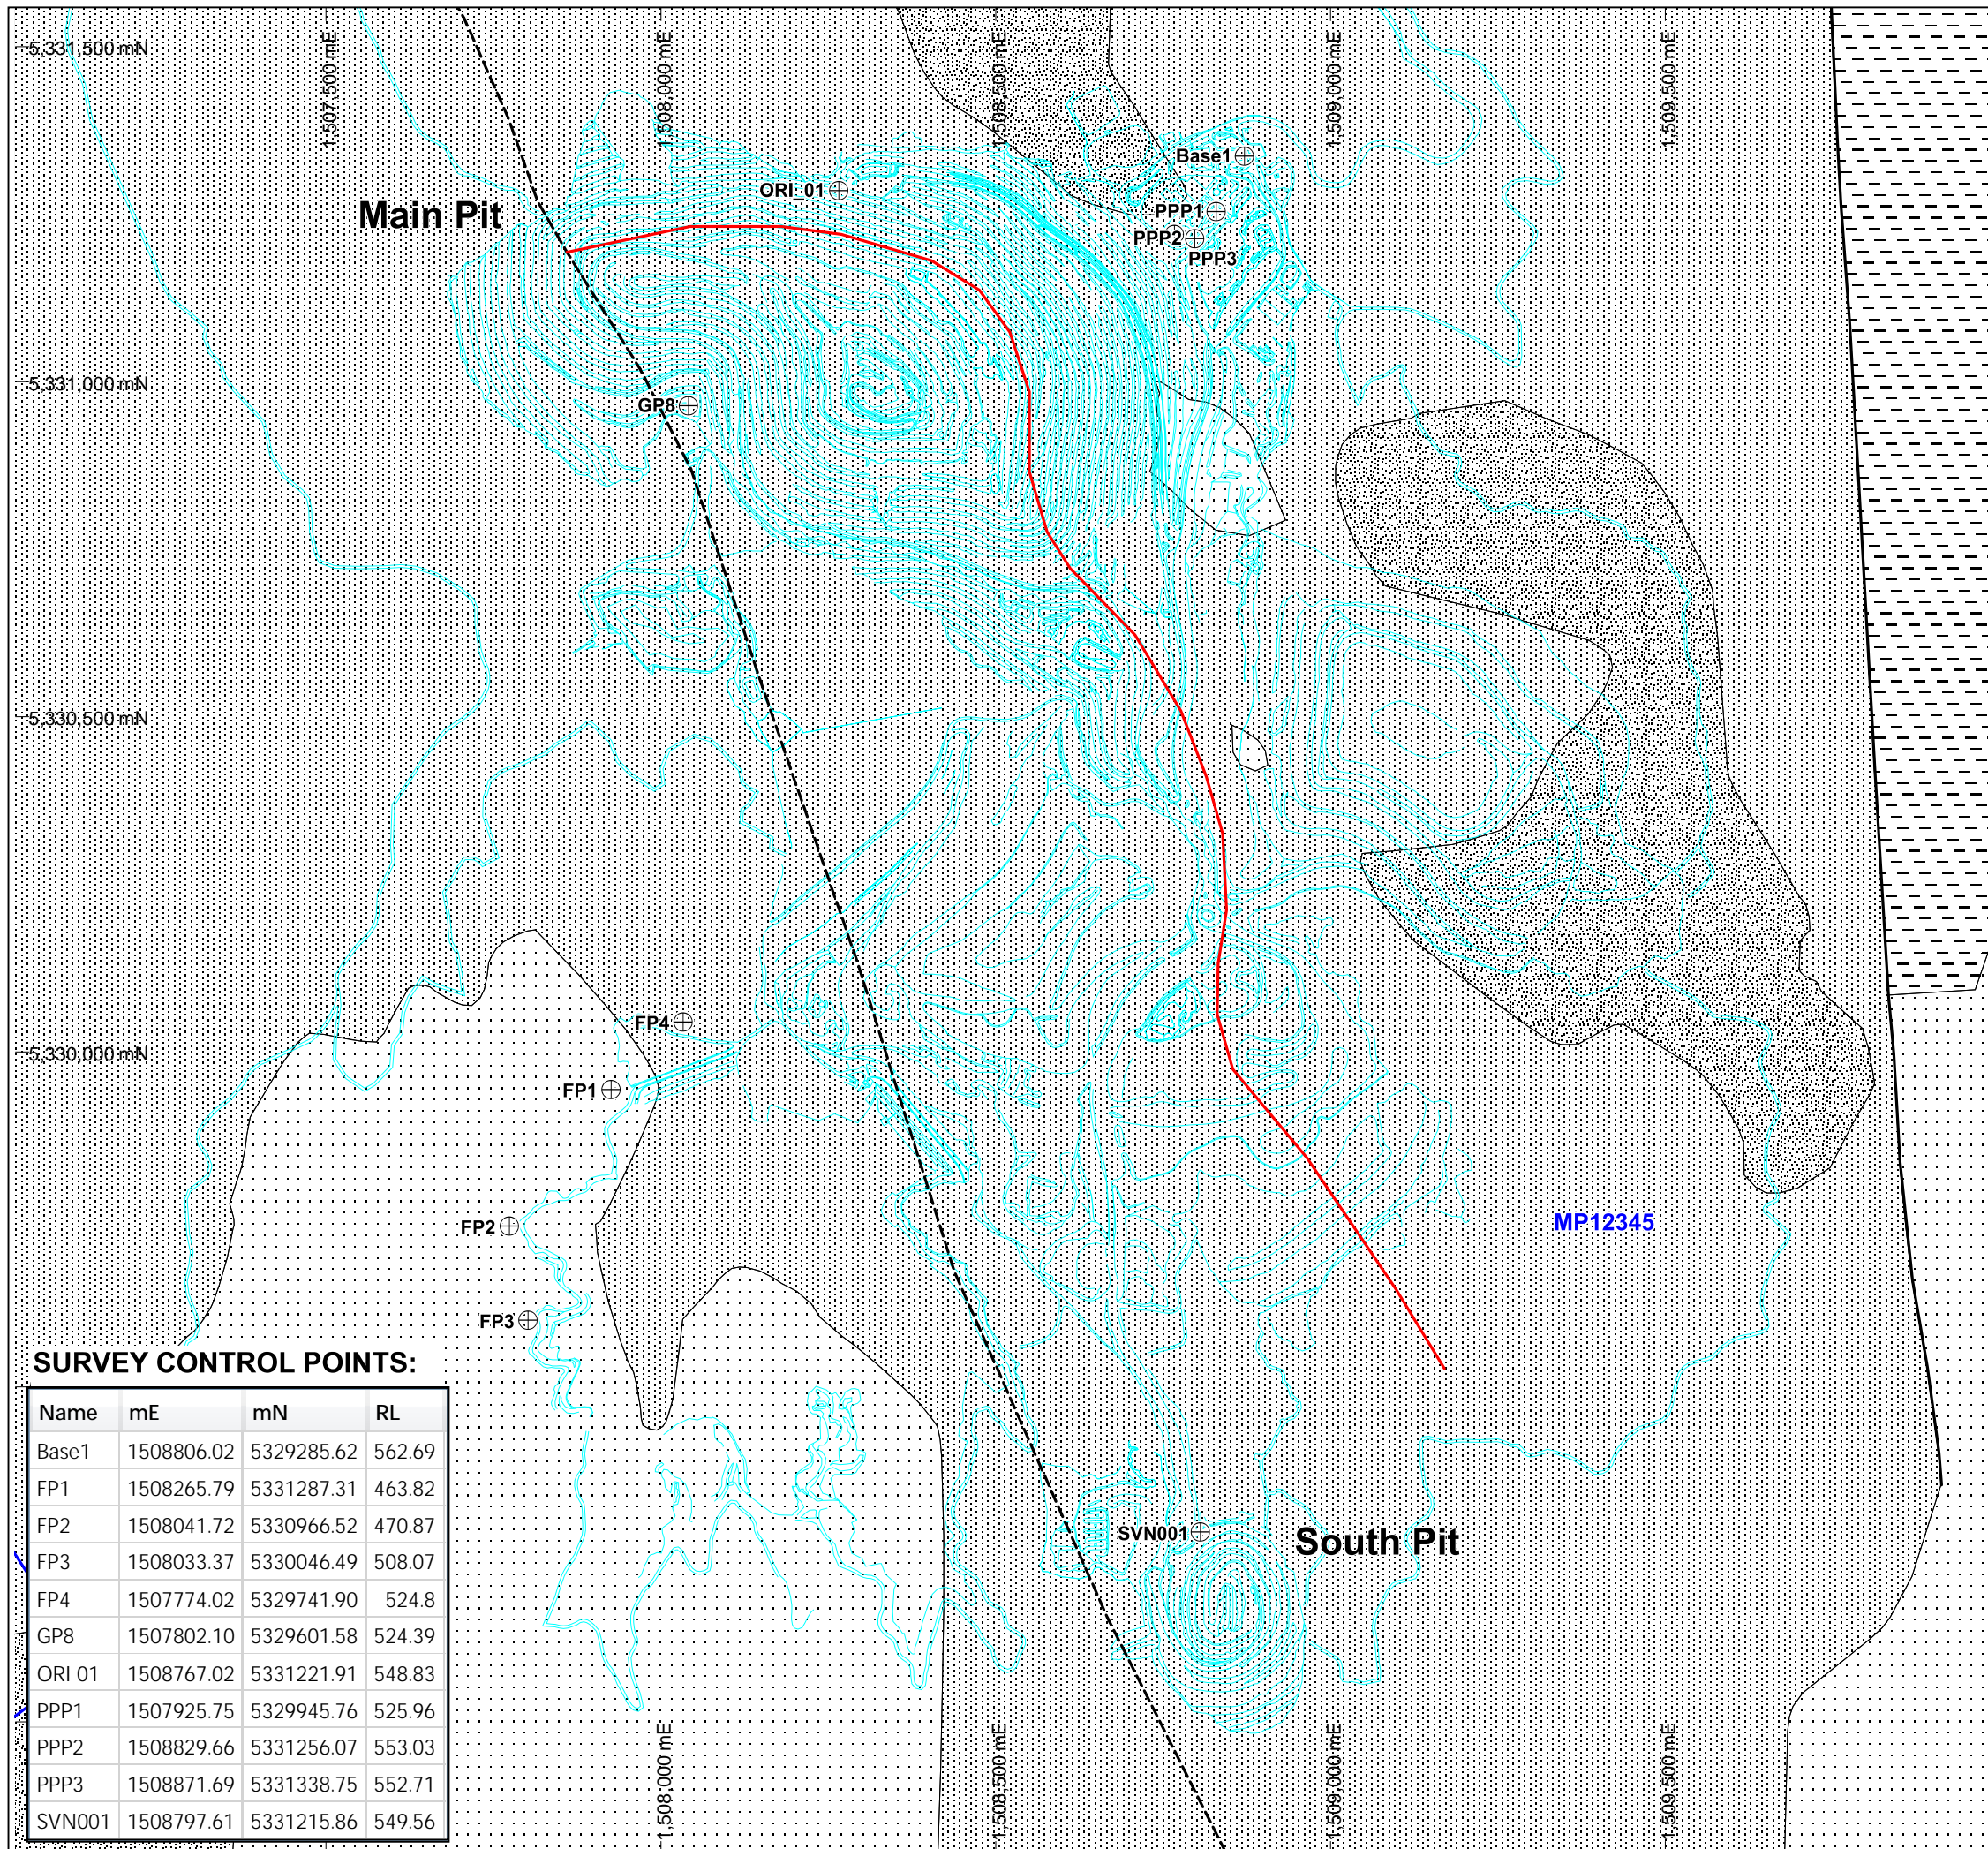 5,331,500 mN
1,507,500 mE
1,508,000 mE
1,508,500 mE
1,509,000 mE
1,509,500 mE
Base1
ORI_01
Main Pit
PPP1
PPP2
PPP3
5,331,000 mN
GP8
5,330,500 mN
FP4
5,330,000 mN
FP1
FP2
MP12345
FP3
SURVEY CONTROL POINTS:
Name mE mN RL
Base1 1508806.02 5329285.62 562.69
FP1 1508265.79 5331287.31 463.82
FP2 1508041.72 5330966.52 470.87
FP3 1508033.37 5330046.49 508.07
FP4 1507774.02 5329741.90 524.8
GP8 1507802.10 5329601.58 524.39
ORI 01 1508767.02 5331221.91 548.83
PPP1 1507925.75 5329945.76 525.96
PPP2 1508829.66 5331256.07 553.03
PPP3 1508871.69 5331338.75 552.71
SVN001 1508797.61 5331215.86 549.56
SVN001
South Pit
1,508,000 mE
1,508,500 mE
1,509,000 mE
1,509,500 mE